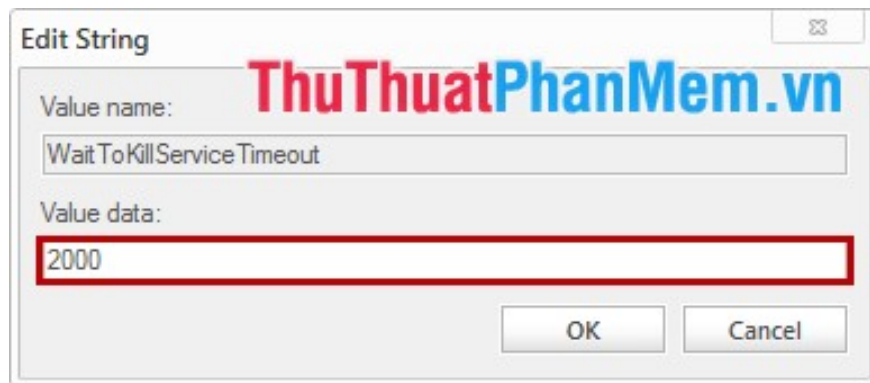 Edit String
ThuThuatPhanMem.vn
Value name:
WaitToKillServiceTimeout
Value data:
2000
OK
Cancel